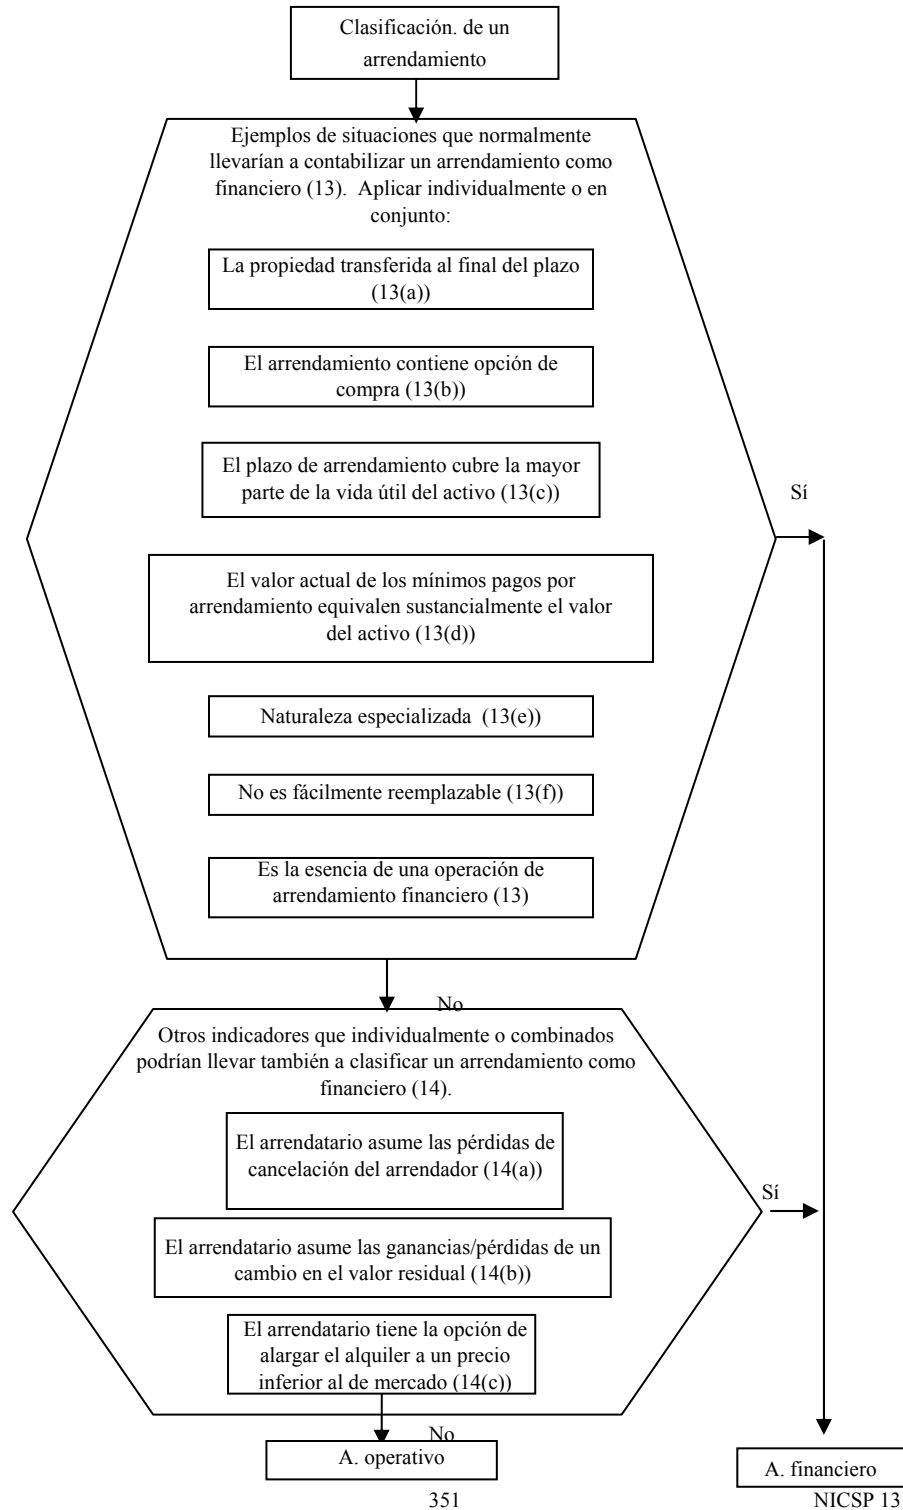 Clasificación. de un
arrendamiento
Ejemplos de situaciones que normalmente
llevarían a contabilizar un arrendamiento como
financiero (13).  Aplicar individualmente o en
conjunto:
La propiedad transferida al final del plazo
(13(a))
El arrendamiento contiene opción de
compra (13(b))
El plazo de arrendamiento cubre la mayor
parte de la vida útil del activo (13(c))
Sí
El valor actual de los mínimos pagos por
arrendamiento equivalen sustancialmente el valor
del activo (13(d))
Naturaleza especializada  (13(e))
No es fácilmente reemplazable (13(f))
Es la esencia de una operación de
arrendamiento financiero (13)
No
Otros indicadores que individualmente o combinados
podrían llevar también a clasificar un arrendamiento como
financiero (14).
El arrendatario asume las pérdidas de
cancelación del arrendador (14(a))
Sí
El arrendatario asume las ganancias/pérdidas de un
cambio en el valor residual (14(b))
El arrendatario tiene la opción de
alargar el alquiler a un precio
inferior al de mercado (14(c))
No
A. operativo
A. financiero
351
NICSP 13